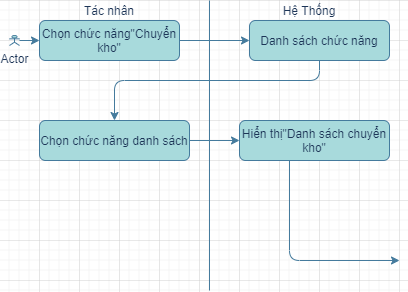 Tác nhân
Hệ Thống
Actor
Chọn chức năng"Chuyển
kho"
Danh sách chức năng
Chọn chức năng danh sách
Hiển thị"Danh sách chuyển
kho"